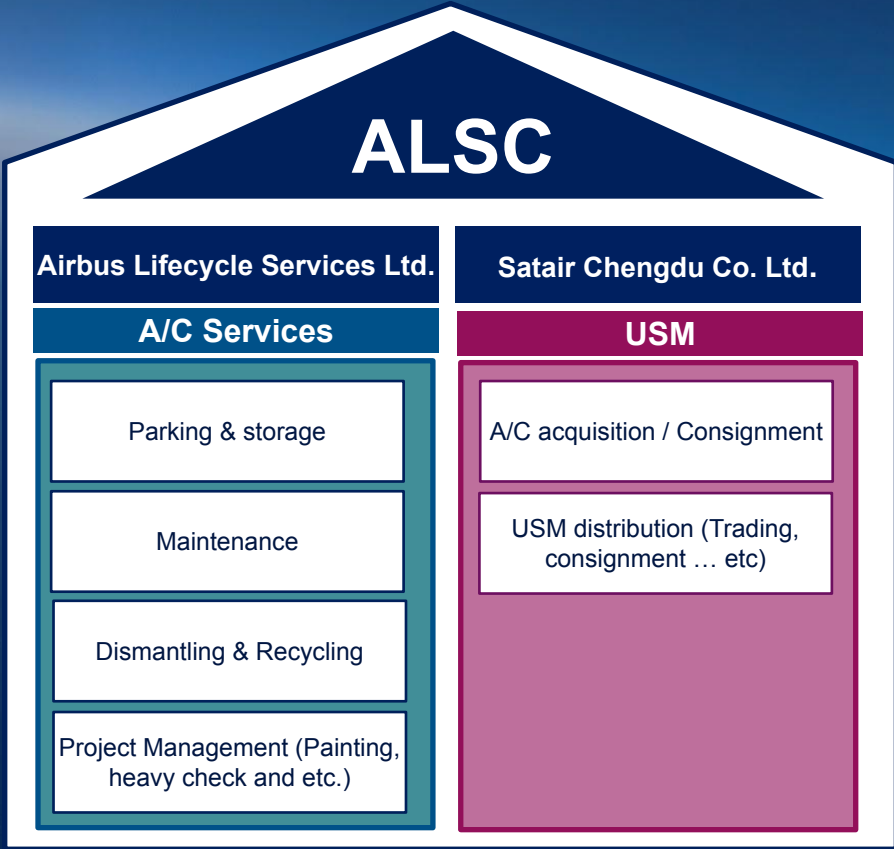 ALSC
Airbus Lifecycle Services Ltd.
A/C Services
Parking & storage
Maintenance
Dismantling & Recycling
Project Management (Painting,
heavy check and etc.)
Satair Chengdu Co. Ltd.
USM
A/C acquisition / Consignment
USM distribution (Trading,
consignment … etc)